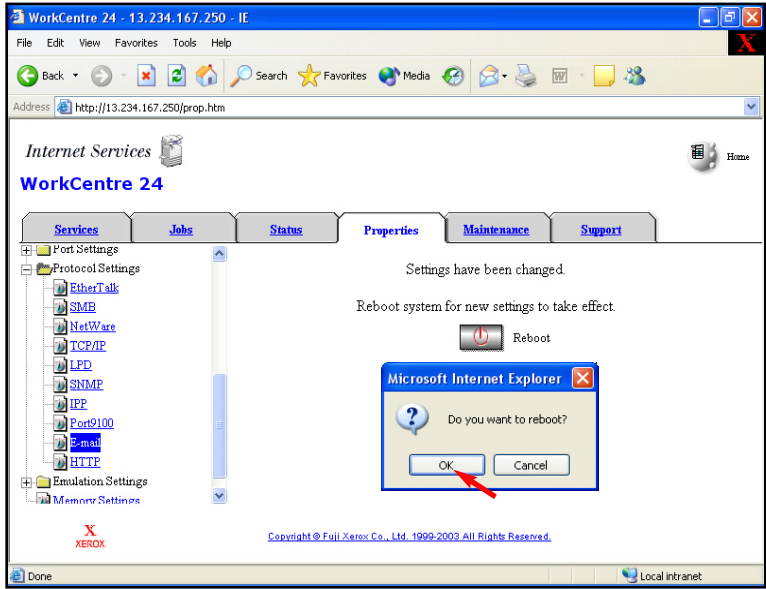 WorkCentre 24 - 13.234.167.250 - IE
File Edit View Favorites Tools Help
X
Back Search Favorites Media
Address http://13.234.167.250/prop.htm
Internet Services
Home
WorkCentre 24
Services Jobs Status Properties Maintenance Support
Port Settings
Protocol Settings
EtherTalk
SMB
NetWare
TCP/IP
LPD
SNMP
IPP
Port9100
E-mail
HTTP
Emulation Settings
Memory Settings
Settings have been changed.
Reboot system for new settings to take effect.
Reboot
Microsoft Internet Explorer
Do you want to reboot?
OK Cancel
X
XEROX.
Copyright © Fuji Xerox Co., Ltd. 1999-2003 All Rights Reserved.
Done Local intranet